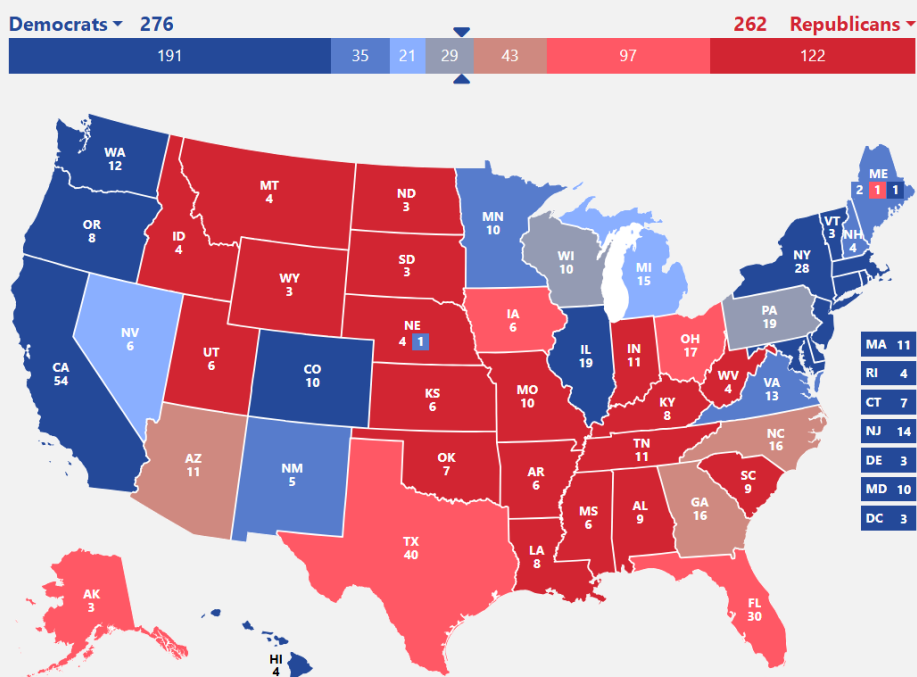 Democrats 276
262 Republicans
191 35 21 29 43 97 122
WA
12
MT
4
ND
3
MN
10
ME
2 1 1
VT
3
NH
4
OR
8
ID
4
WY
3
SD
3
WI
10
MI
15
NY
28
NV
6
UT
6
NE
4 1
IA
6
PA
19
CA
54
CO
10
KS
6
MO
10
IL
19
IN
11
OH
17
WV
4
VA
13
KY
8
MA 11
RI 4
CT 7
NJ 14
DE 3
MD 10
DC 3
AZ
11
NM
5
OK
7
AR
6
TN
11
NC
16
SC
9
TX
40
LA
8
MS
6
AL
9
GA
16
FL
30
AK
3
HI
4